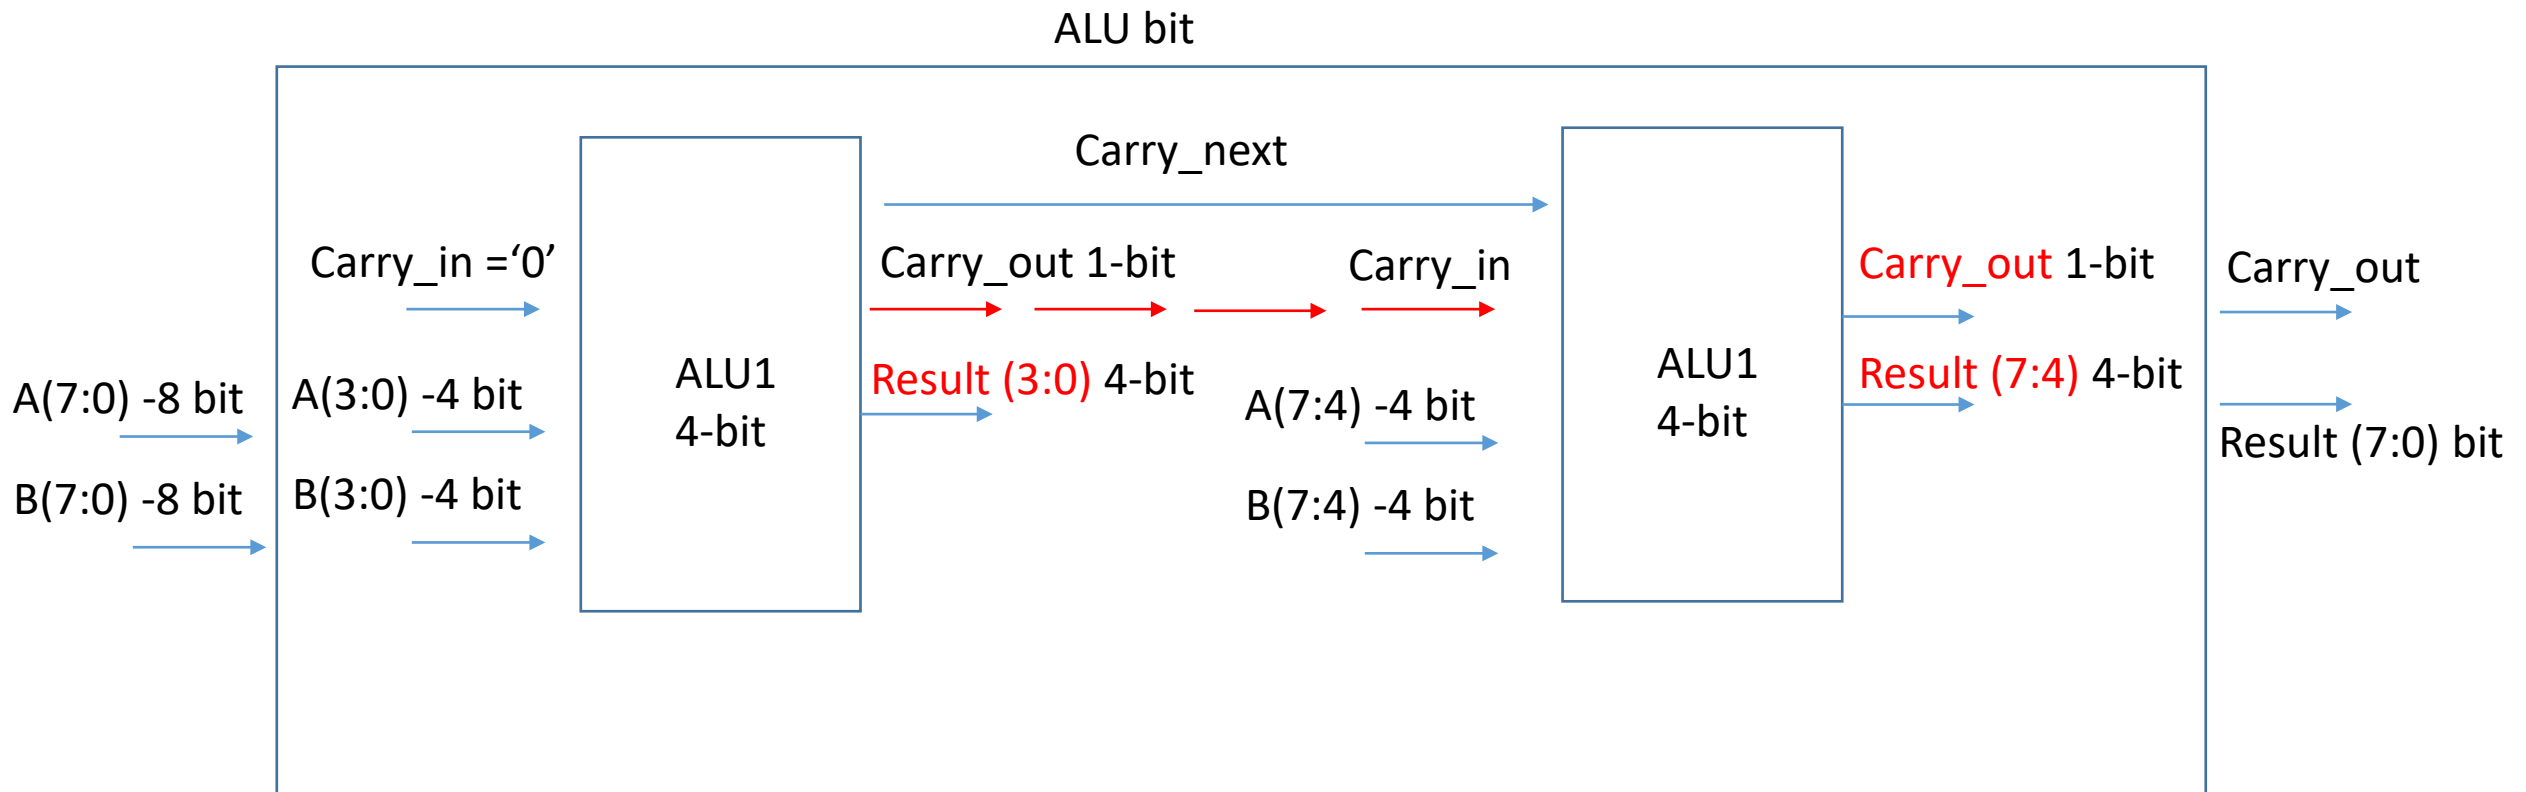 ALU bit
Carry_next
Carry_in =‘0’
Carry_out 1-bit
Carry_in
Carry_out 1-bit
Carry_out
A(7:0) -8 bit
A(3:0) -4 bit
ALU1
4-bit
Result (3:0) 4-bit
A(7:4) -4 bit
ALU1
4-bit
Result (7:4) 4-bit
Result (7:0) bit
B(7:0) -8 bit
B(3:0) -4 bit
B(7:4) -4 bit